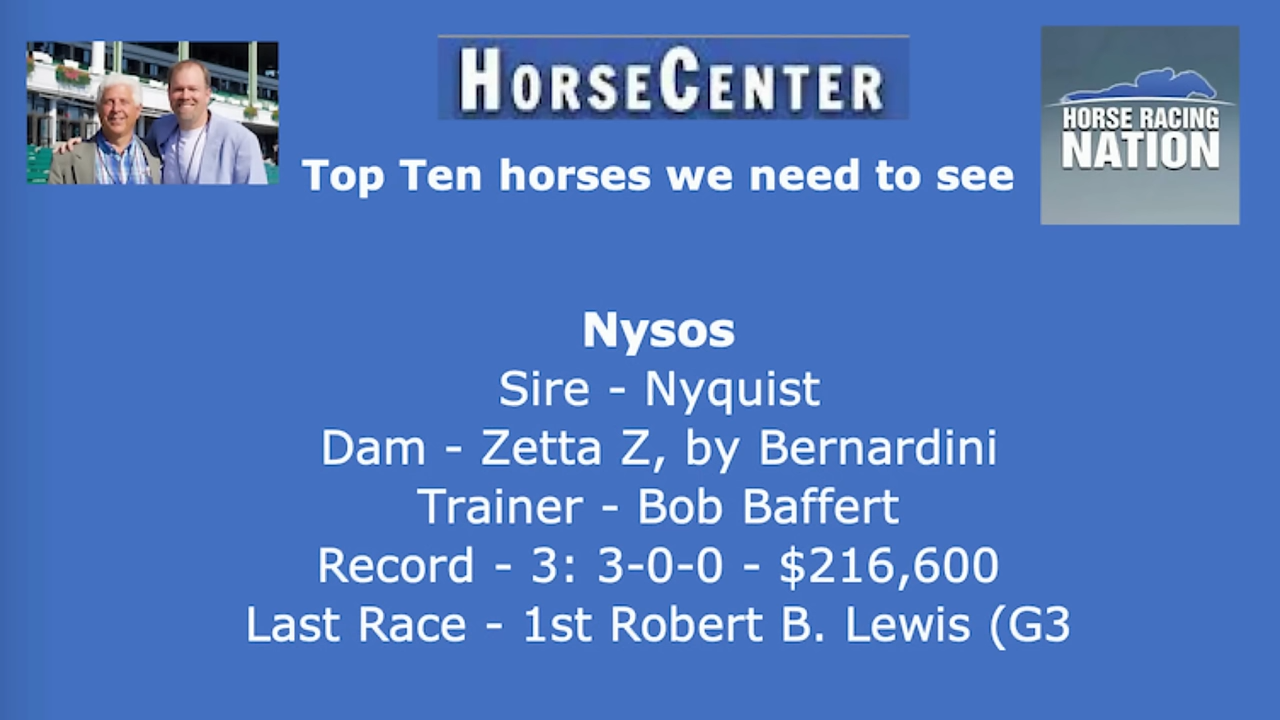 HORSECENTER
HORSE RACING
NATION
Top Ten horses we need to see
Nysos
Sire - Nyquist
Dam - Zetta Z, by Bernardini
Trainer - Bob Baffert
Record - 3: 3-0-0 - $216,600
Last Race - 1st Robert B. Lewis (G3